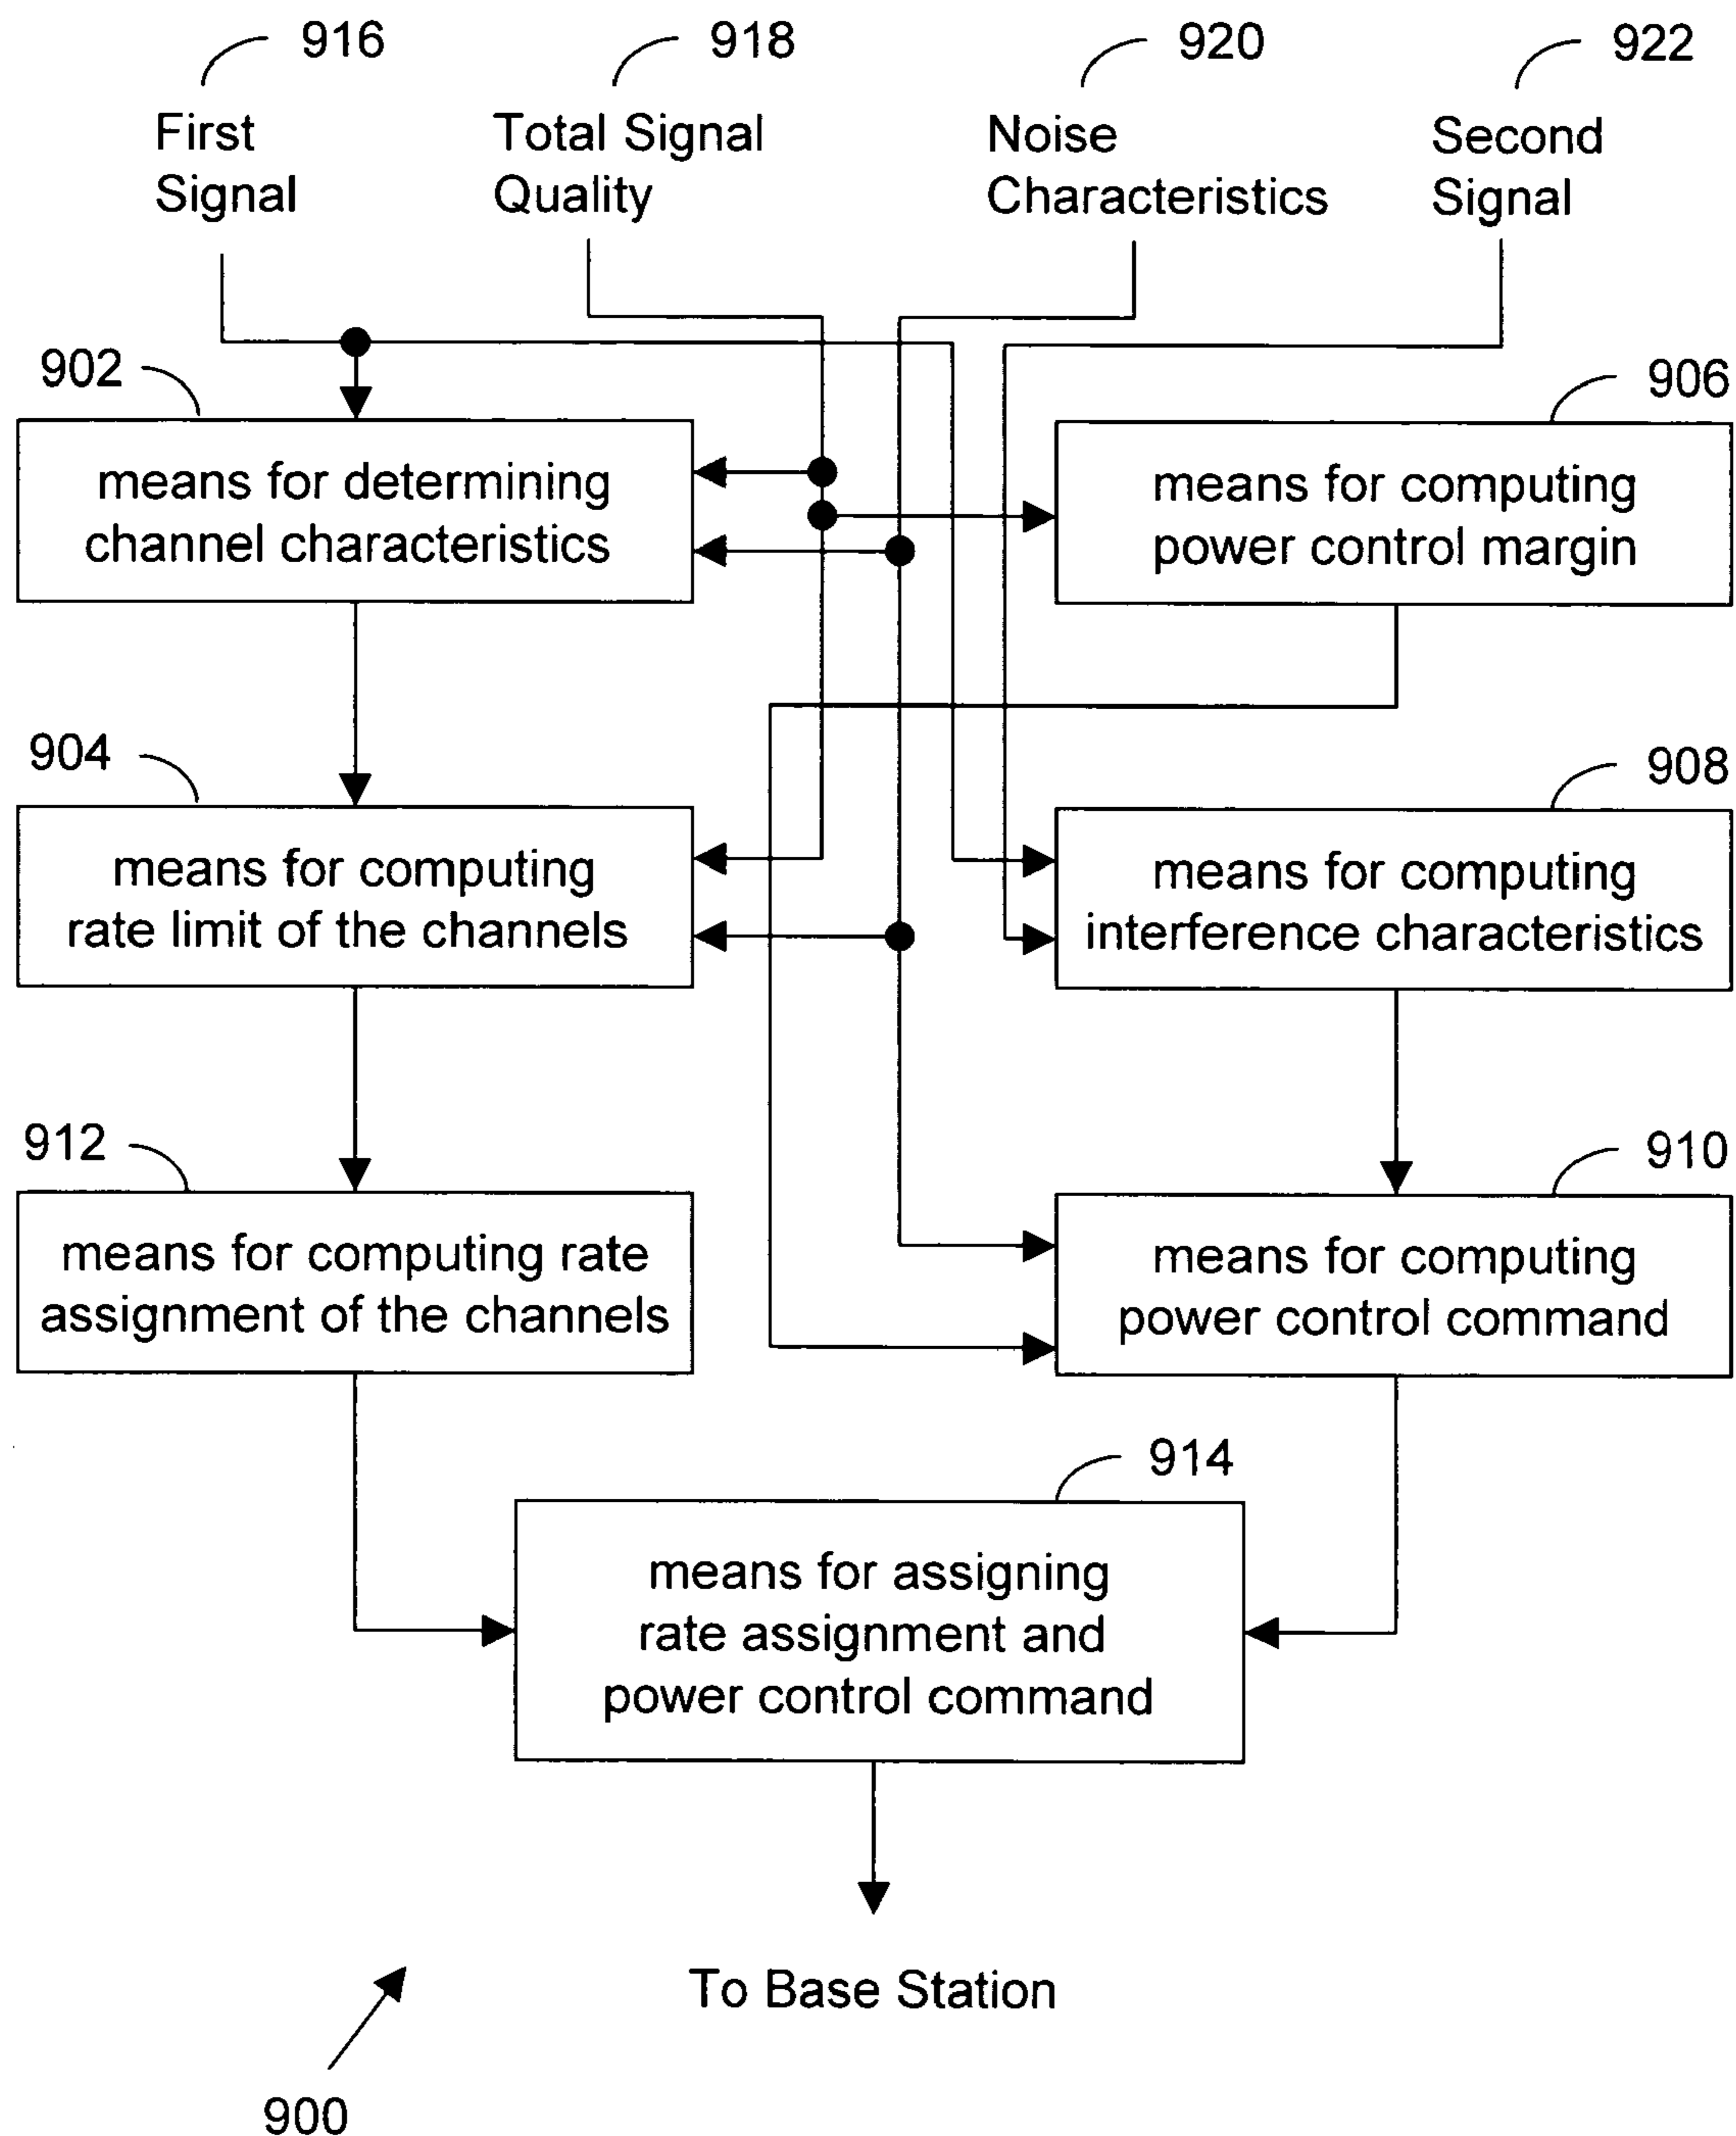 916
918
920
922
First
Signal
Total Signal
Quality
Noise
Characteristics
Second
Signal
902
906
means for determining
channel characteristics
means for computing
power control margin
904
908
means for computing
rate limit of the channels
means for computing
interference characteristics
912
910
means for computing rate
assignment of the channels
means for computing
power control command
914
means for assigning
rate assignment and
power control command
To Base Station
900